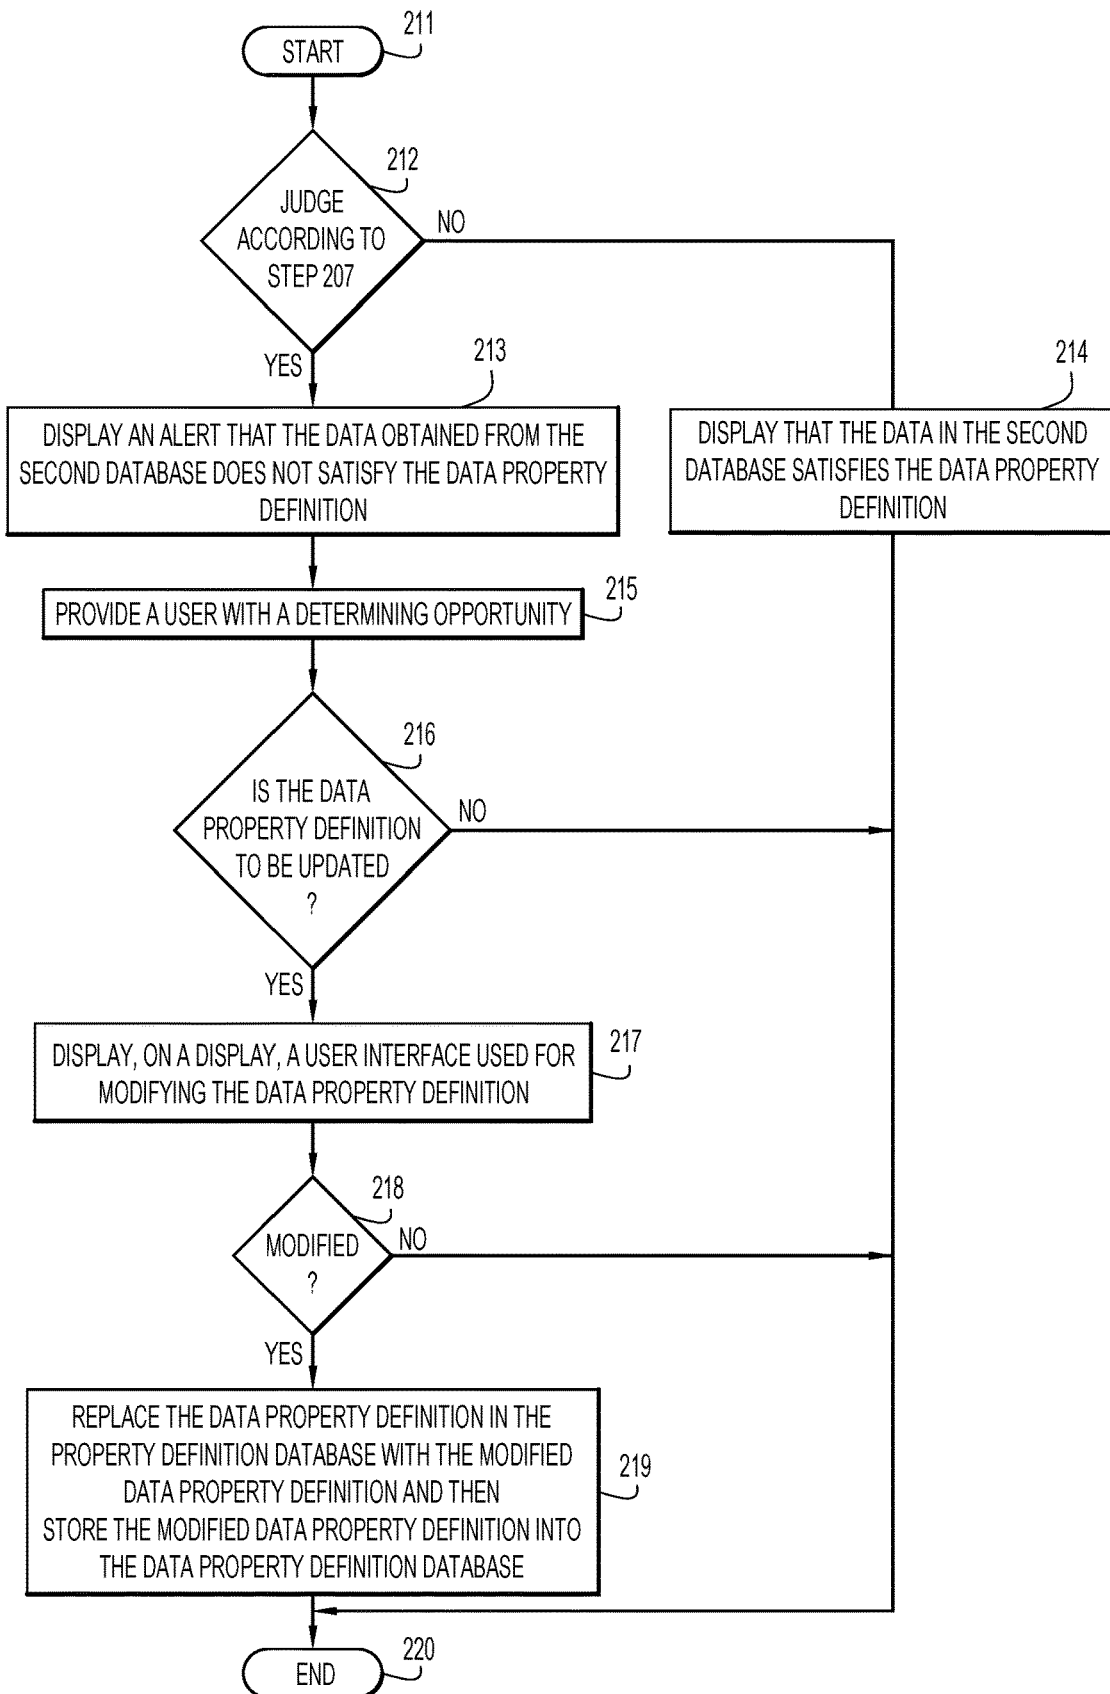 START
211
212
JUDGE
ACCORDING TO
STEP 207
NO
YES
213
DISPLAY AN ALERT THAT THE DATA OBTAINED FROM THE
SECOND DATABASE DOES NOT SATISFY THE DATA PROPERTY
DEFINITION
214
DISPLAY THAT THE DATA IN THE SECOND
DATABASE SATISFIES THE DATA PROPERTY
DEFINITION
PROVIDE A USER WITH A DETERMINING OPPORTUNITY
215
216
IS THE DATA
PROPERTY DEFINITION
TO BE UPDATED
?
NO
YES
DISPLAY, ON A DISPLAY, A USER INTERFACE USED FOR
MODIFYING THE DATA PROPERTY DEFINITION
217
218
MODIFIED
?
NO
YES
REPLACE THE DATA PROPERTY DEFINITION IN THE
PROPERTY DEFINITION DATABASE WITH THE MODIFIED
DATA PROPERTY DEFINITION AND THEN
STORE THE MODIFIED DATA PROPERTY DEFINITION INTO
THE DATA PROPERTY DEFINITION DATABASE
219
END
220